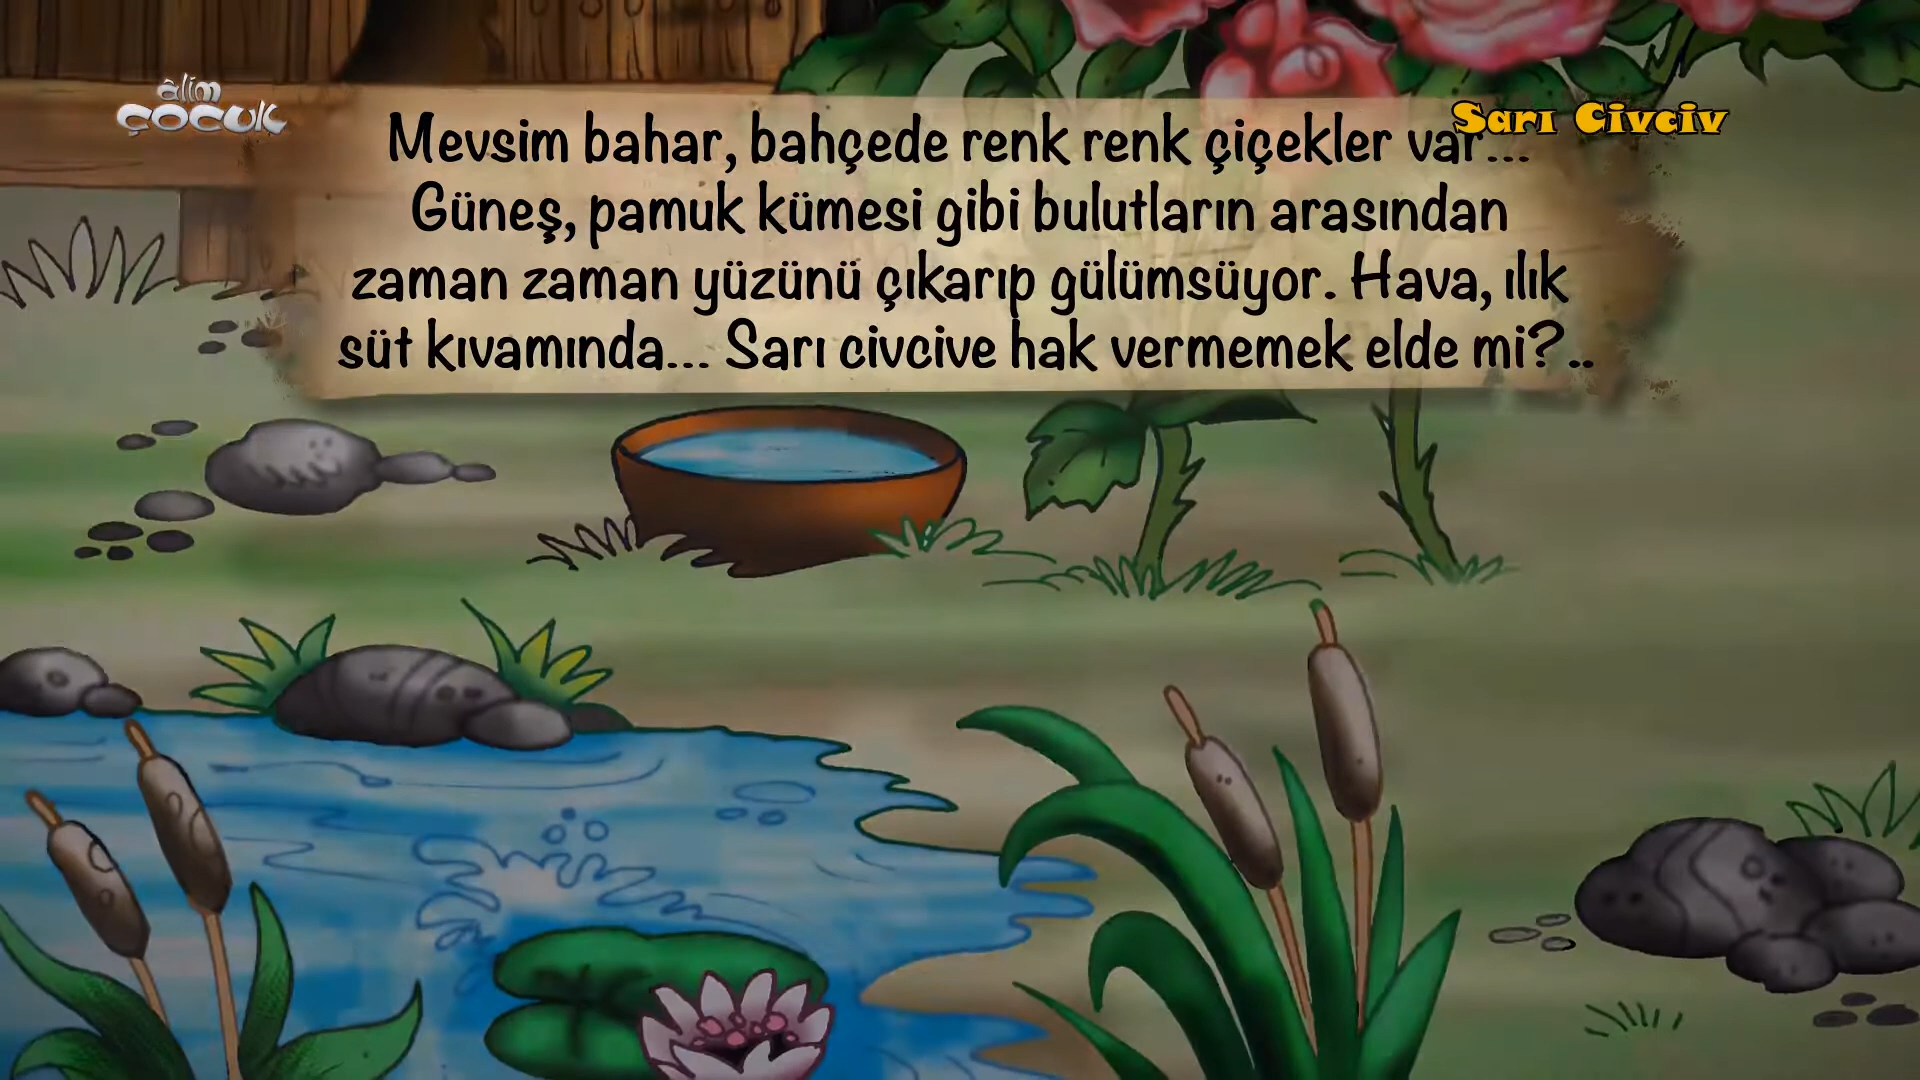 âlim
ÇOCUK
Sarı Civciv
Mevsim bahar, bahçede renk renk çiçekler var...
Güneş, pamuk kümesi gibi bulutların arasından
zaman zaman yüzünü çıkarıp gülümsüyor. Hava, ılık
süt kıvamında... Sarı civcive hak vermemek elde mi?..